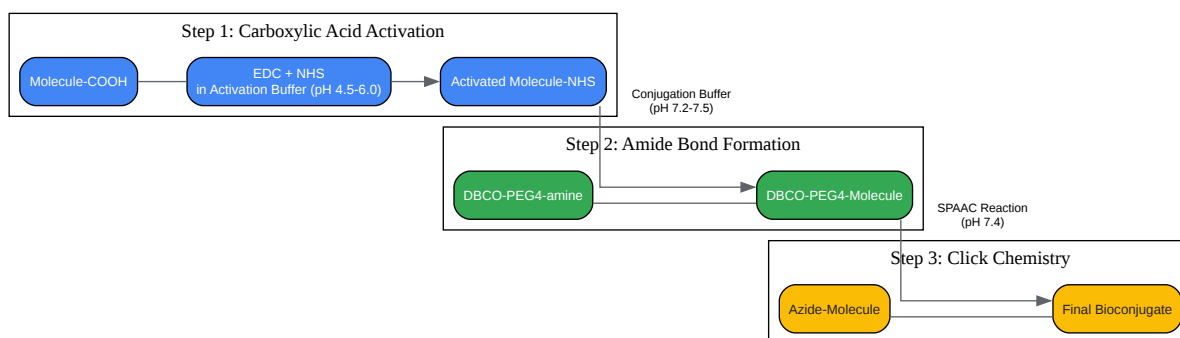 Step 1: Carboxylic Acid Activation
Molecule-COOH
EDC + NHS
in Activation Buffer (pH 4.5-6.0)
Activated Molecule-NHS
Conjugation Buffer
(pH 7.2-7.5)
Step 2: Amide Bond Formation
DBCO-PEG4-amine
DBCO-PEG4-Molecule
SPAAC Reaction
(pH 7.4)
Step 3: Click Chemistry
Azide-Molecule
Final Bioconjugate